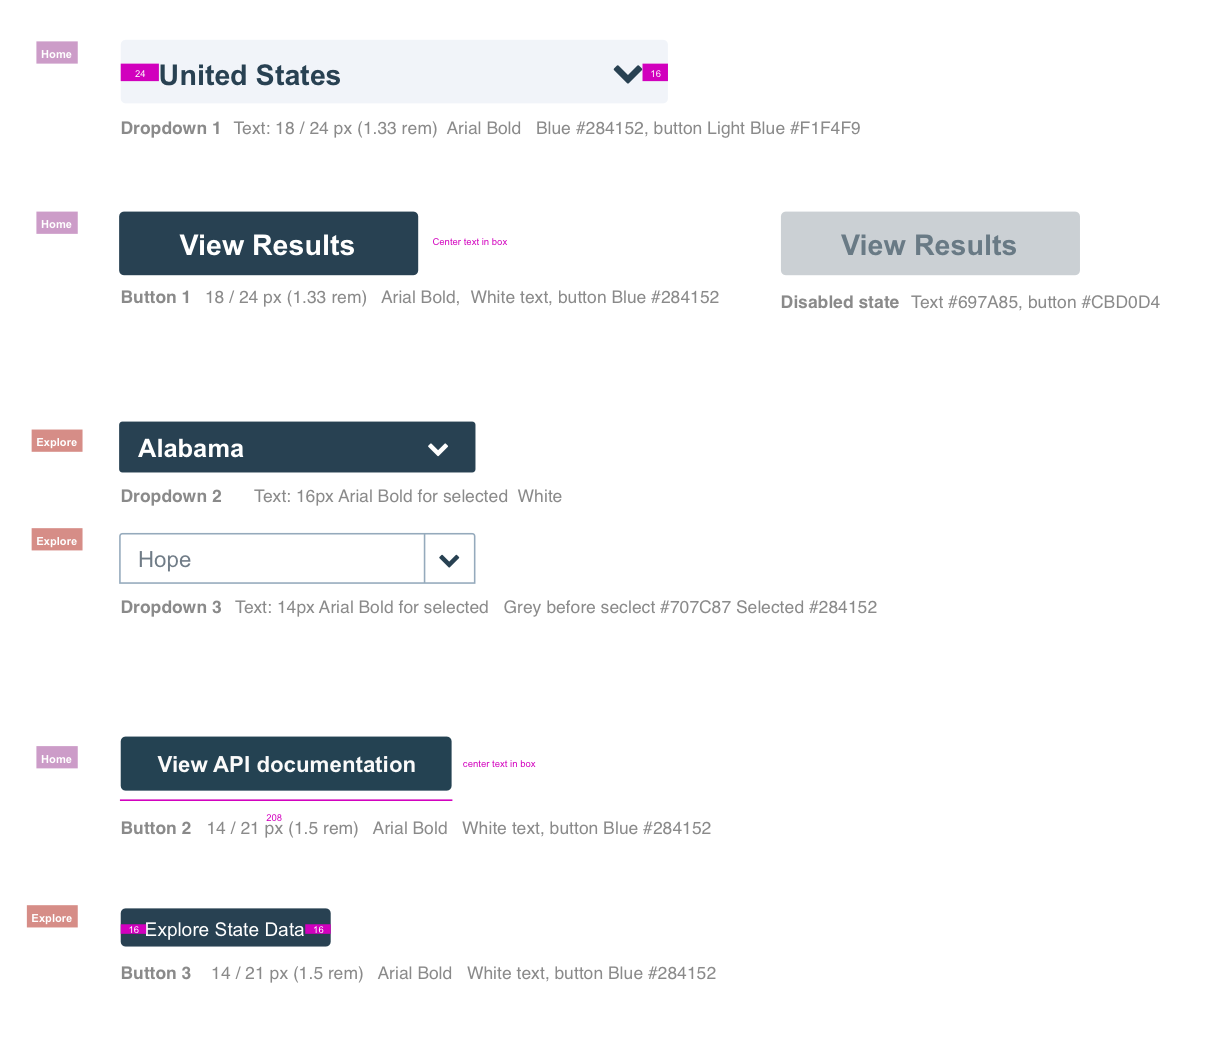 Home
24 United States 16
Dropdown 1 Text: 18 / 24 px (1.33 rem) Arial Bold Blue #284152, button Light Blue #F1F4F9
Home
View Results Center text in box View Results
Button 1 18 / 24 px (1.33 rem) Arial Bold, White text, button Blue #284152
Disabled state Text #697A85, button #CBD0D4
Explore
Alabama
Dropdown 2 Text: 16px Arial Bold for selected White
Explore
Hope
Dropdown 3 Text: 14px Arial Bold for selected Grey before seclect #707C87 Selected #284152
Home
View API documentation center text in box
208
Button 2 14 / 21 px (1.5 rem) Arial Bold White text, button Blue #284152
Explore
16 Explore State Data 16
Button 3 14 / 21 px (1.5 rem) Arial Bold White text, button Blue #284152